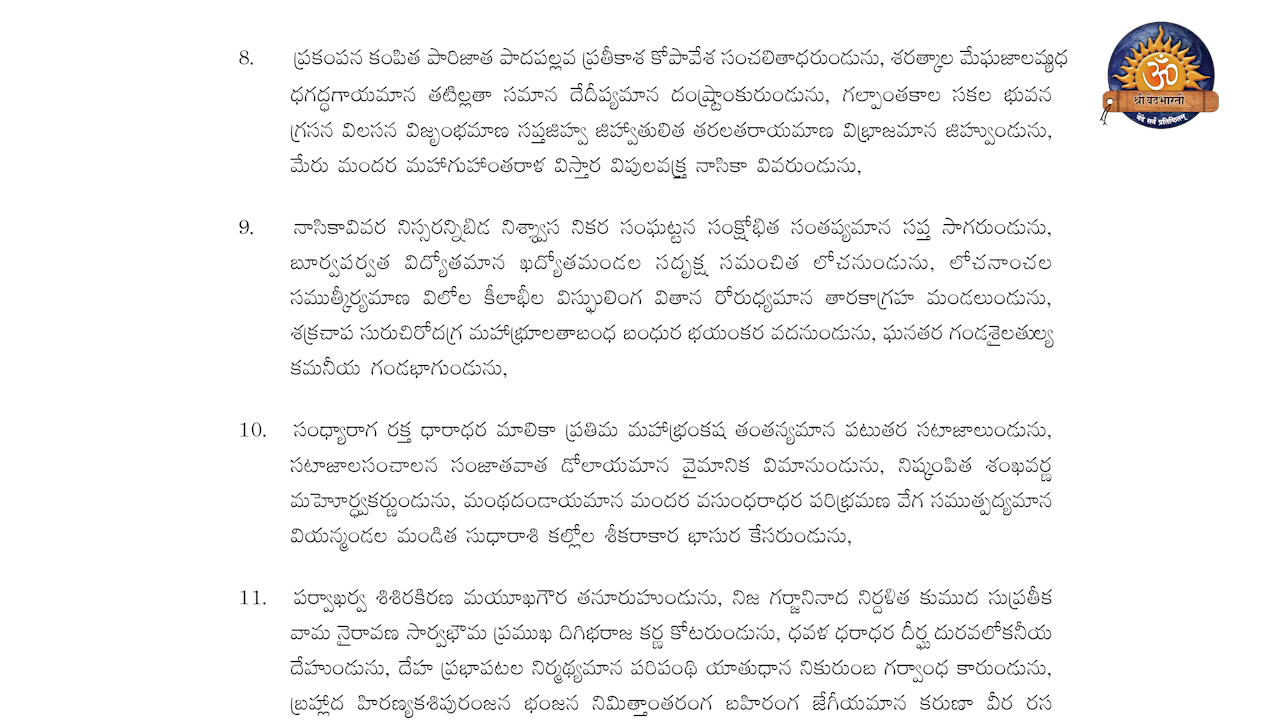 8. ప్రకంపన కంపిత పారిజాత పాదపల్లవ ప్రతీకాశ కోపావేశ సంచలితాధరుండును, శరత్కాల మేఘజాలమ్యధ
ధగద్ధగాయమాన తటిల్లతా సమాన దేదీప్యమాన దంష్ట్రాంకురుండును, గల్పాంతకాల సకల భువన
గ్రసన విలసన విజృంభమాణ సప్తజిహ్వ జిహ్వాతులిత తరలతరాయమాణ విభ్రాజమాన జిహ్వుండును,
మేరు మందర మహాగుహాంతరాళ విస్తార విపులవక్త్ర నాసికా వివరుండును,
9. నాసికావివర నిస్సరన్నిబిడ నిశ్వాస నికర సంఘట్టన సంక్షోభిత సంతప్యమాన సప్త సాగరుండును,
బూర్వపర్వత విద్యోతమాన ఖద్యోతమండల సదృక్ష సమంచిత లోచనుండును, లోచనాంచల
సముత్కీర్యమాణ విలోల కీలాభీల విస్ఫులింగ వితాన రోరుధ్యమాన తారకాగ్రహ మండలుండును,
శక్రచాప సురుచిరోదగ్ర మహాభ్రూలతాబంధ బంధుర భయంకర వదనుండును, ఘనతర గండశైలతుల్య
కమనీయ గండభాగుండును,
10. సంధ్యారాగ రక్త ధారాధర మాలికా ప్రతిమ మహాభ్రంకష తంతన్యమాన పటుతర సటాజాలుండును,
సటాజాలసంచాలన సంజాతవాత డోలాయమాన వైమానిక విమానుండును, నిష్కంపిత శంఖవర్ణ
మహోర్ధ్వకర్ణుండును, మంథదండాయమాన మందర వసుంధరాధర పరిభ్రమణ వేగ సముత్పద్యమాన
వియన్మండల మండిత సుధారాశి కల్లోల శీకరాకార భాసుర కేసరుండును,
11. పర్వాఖర్వ శిశిరకిరణ మయూఖగౌర తనూరుహుండును, నిజ గర్జానినాద నిర్దళిత కుముద సుప్రతీక
వామ నైరావణ సార్వభౌమ ప్రముఖ దిగిభరాజ కర్ణ కోటరుండును, ధవళ ధరాధర దీర్ఘ దురవలోకనీయ
దేహుండును, దేహ ప్రభాపటల నిర్మథ్యమాన పరిపంథి యాతుధాన నికురుంబ గర్వాంధ కారుండును,
బ్రహ్లాద హిరణ్యకశిపురంజన భంజన నిమిత్తాంతరంగ బహిరంగ జేగీయమాన కరుణా వీర రస
ॐ
श्री वेदभारती
वेदे सर्वं प्रतिष्ठितम्